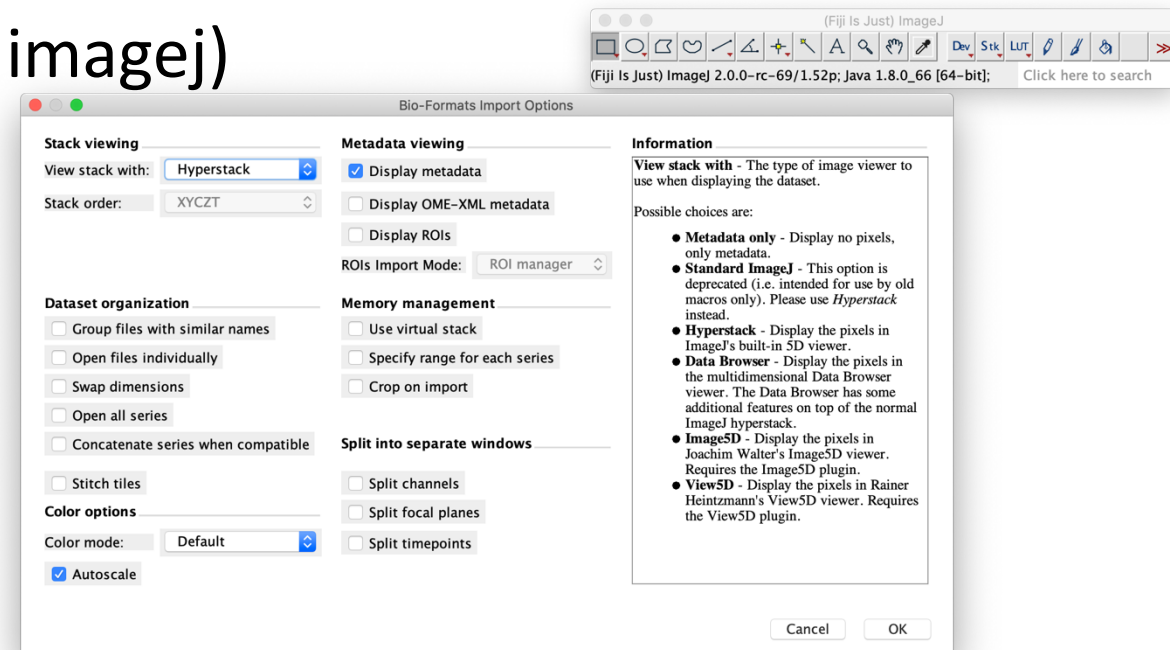 imagej)
(Fiji Is Just) ImageJ
Dev Stk LUT
(Fiji Is Just) ImageJ 2.0.0-rc-69/1.52p; Java 1.8.0_66 [64-bit];
Click here to search
Bio-Formats Import Options
Stack viewing
View stack with:
Hyperstack
Stack order:
XYCZT
Metadata viewing
Display metadata
Display OME-XML metadata
Display ROIs
ROIs Import Mode:
ROI manager
Dataset organization
Group files with similar names
Open files individually
Swap dimensions
Open all series
Concatenate series when compatible
Stitch tiles
Memory management
Use virtual stack
Specify range for each series
Crop on import
Color options
Color mode:
Default
Autoscale
Split into separate windows
Split channels
Split focal planes
Split timepoints
Information
View stack with - The type of image viewer to
use when displaying the dataset.
Possible choices are:
● Metadata only - Display no pixels,
only metadata.
● Standard ImageJ - This option is
deprecated (i.e. intended for use by old
macros only). Please use Hyperstack
instead.
● Hyperstack - Display the pixels in
ImageJ's built-in 5D viewer.
● Data Browser - Display the pixels in
the multidimensional Data Browser
viewer. The Data Browser has some
additional features on top of the normal
ImageJ hyperstack.
● Image5D - Display the pixels in
Joachim Walter's Image5D viewer.
Requires the Image5D plugin.
● View5D - Display the pixels in Rainer
Heintzmann's View5D viewer. Requires
the View5D plugin.
Cancel
OK